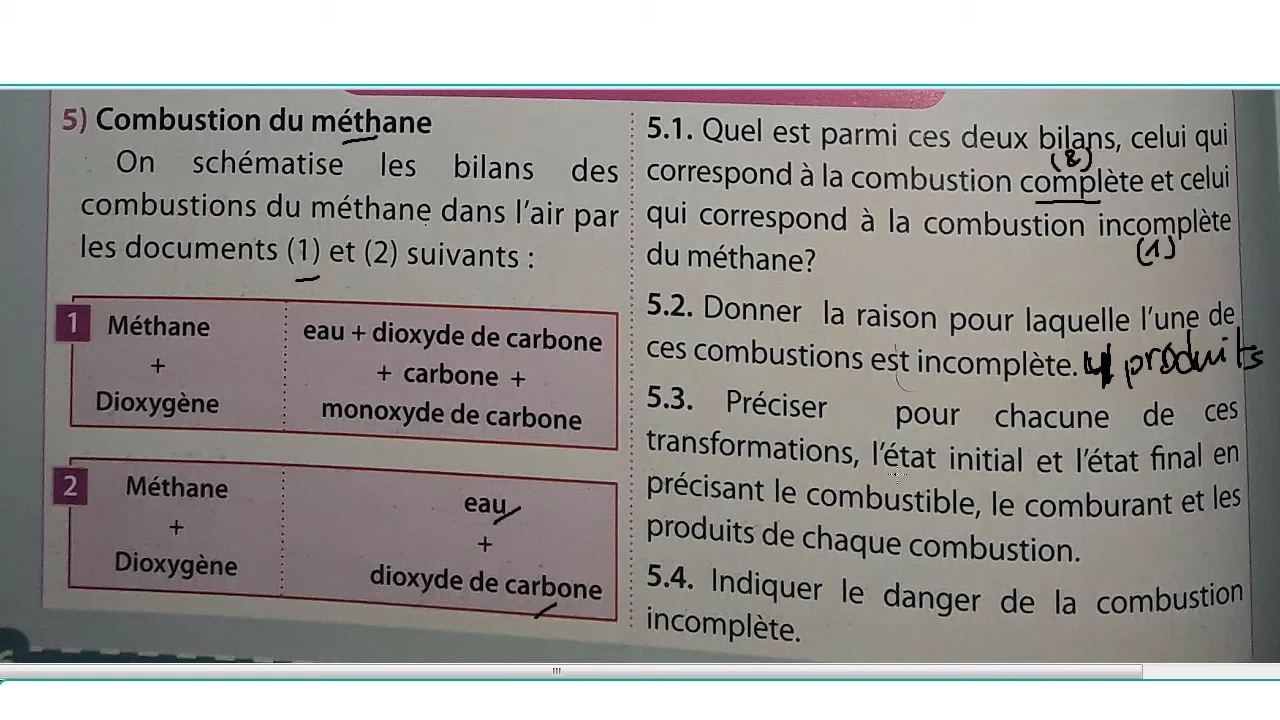 5) Combustion du méthane
On schématise les bilans des
combustions du méthane dans l'air par
les documents (1) et (2) suivants :
1
Méthane
+
Dioxygène
eau + dioxyde de carbone
+ carbone +
monoxyde de carbone
2
Méthane
+
Dioxygène
eau
+
dioxyde de carbone
5.1. Quel est parmi ces deux bilans, celui qui
(2)
correspond à la combustion complète et celui
qui correspond à la combustion incomplète
(1)
du méthane?
5.2. Donner la raison pour laquelle l'une de
ces combustions est incomplète. 4 produits
5.3. Préciser pour chacune de ces
transformations, l'état initial et l'état final en
précisant le combustible, le comburant et les
produits de chaque combustion.
5.4. Indiquer le danger de la combustion
incomplète.